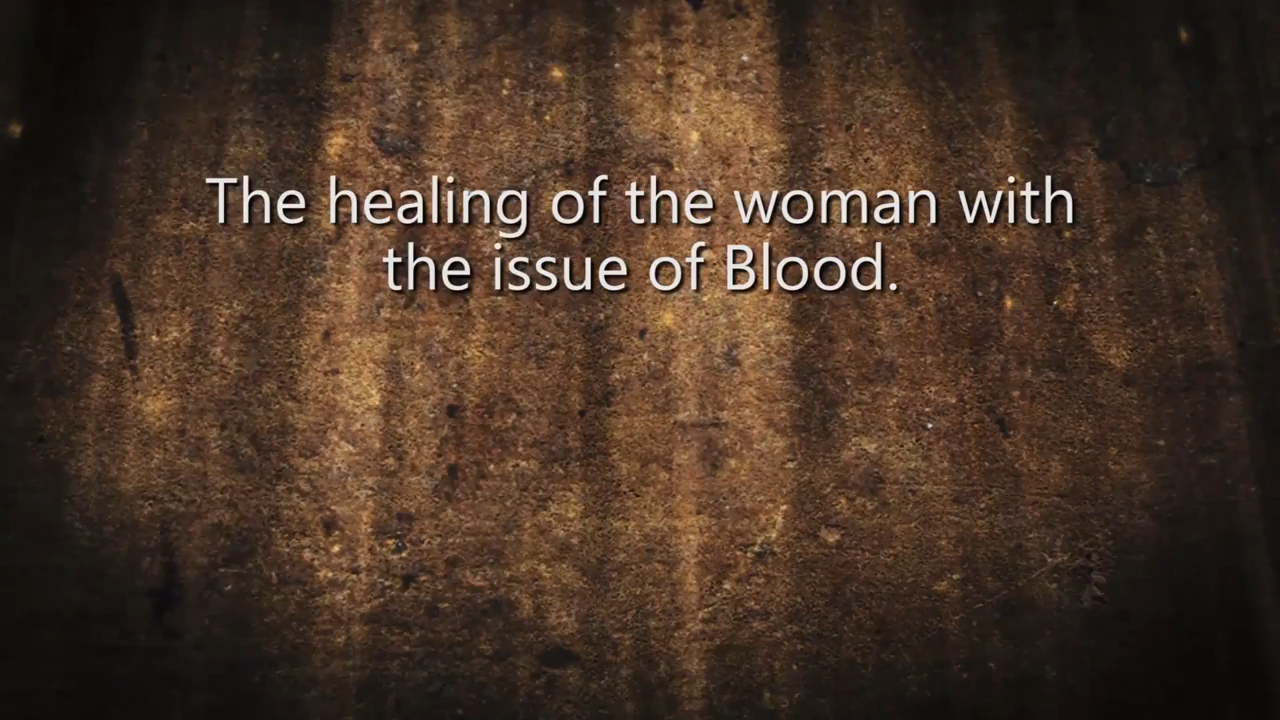 The healing of the woman with
the issue of Blood.